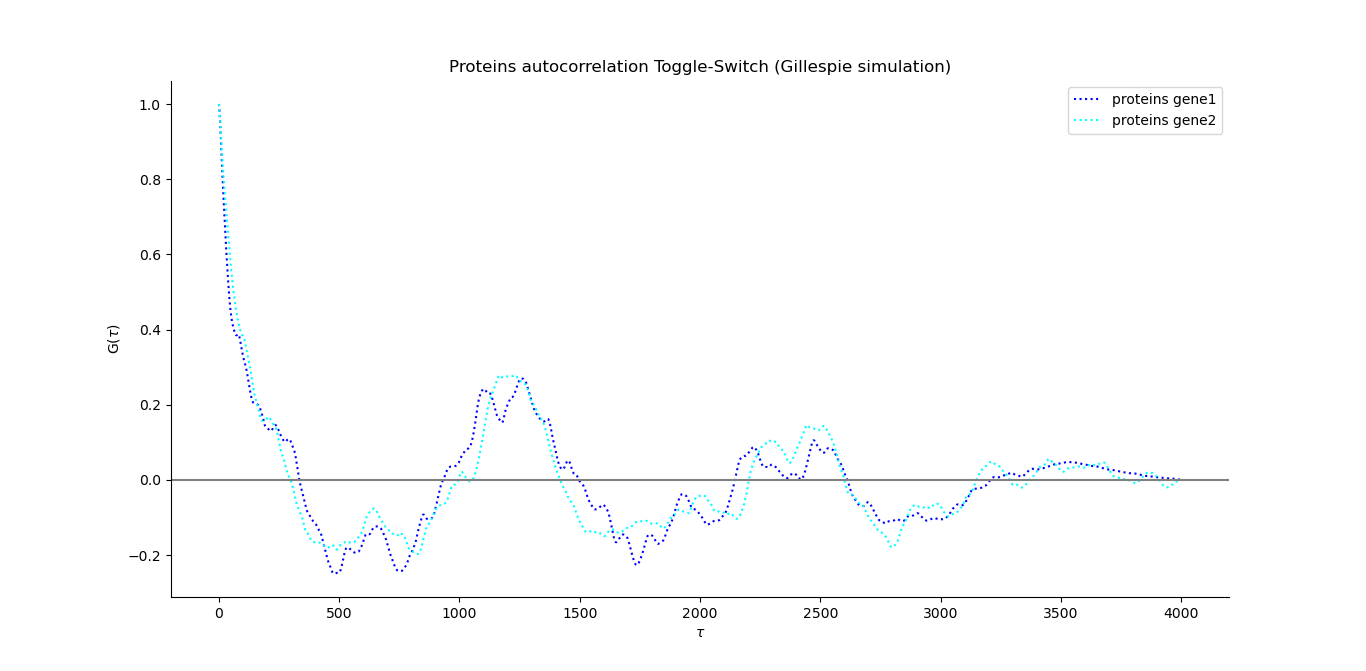 Proteins autocorrelation Toggle-Switch (Gillespie simulation)
proteins gene1
proteins gene2
G(τ)
1.0
0.8
0.6
0.4
0.2
0.0
−0.2
0 500 1000 1500 2000 2500 3000 3500 4000
τ